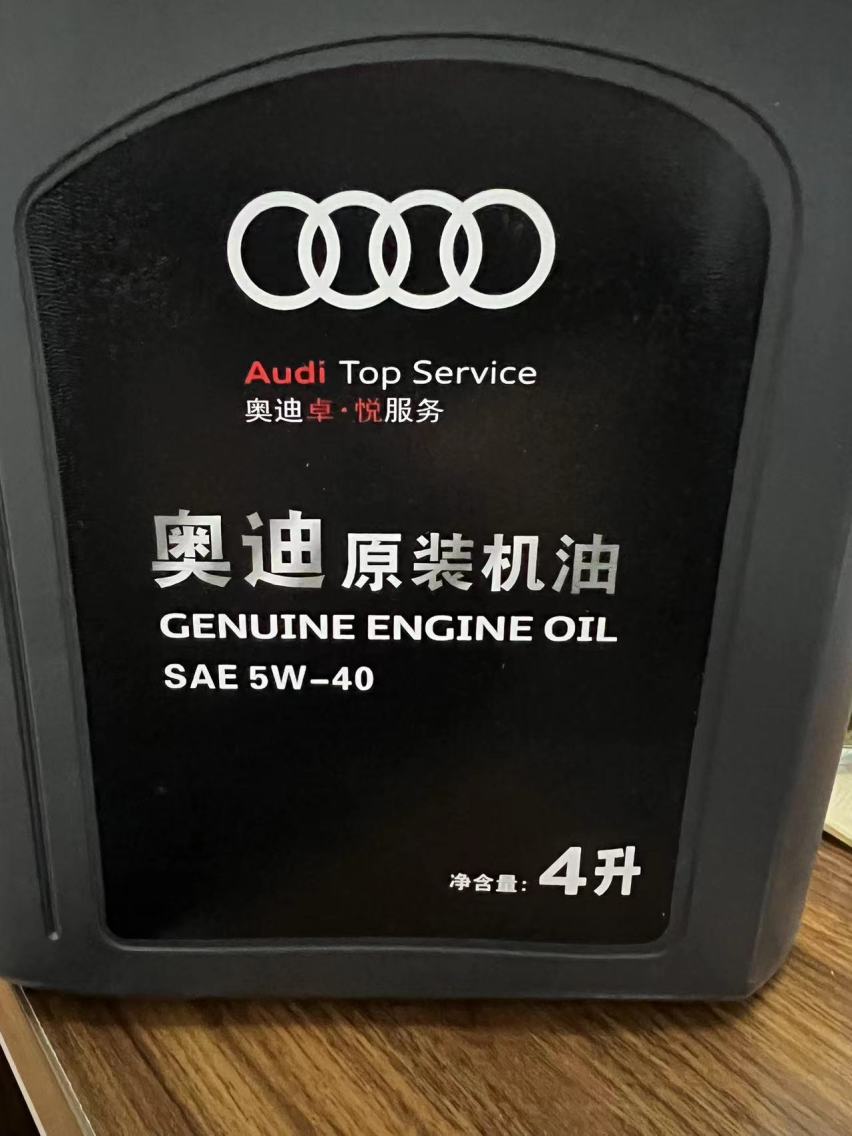 Audi Top Service
奥迪卓·悦服务
奥迪原装机油
GENUINE ENGINE OIL
SAE 5W-40
净含量：4升